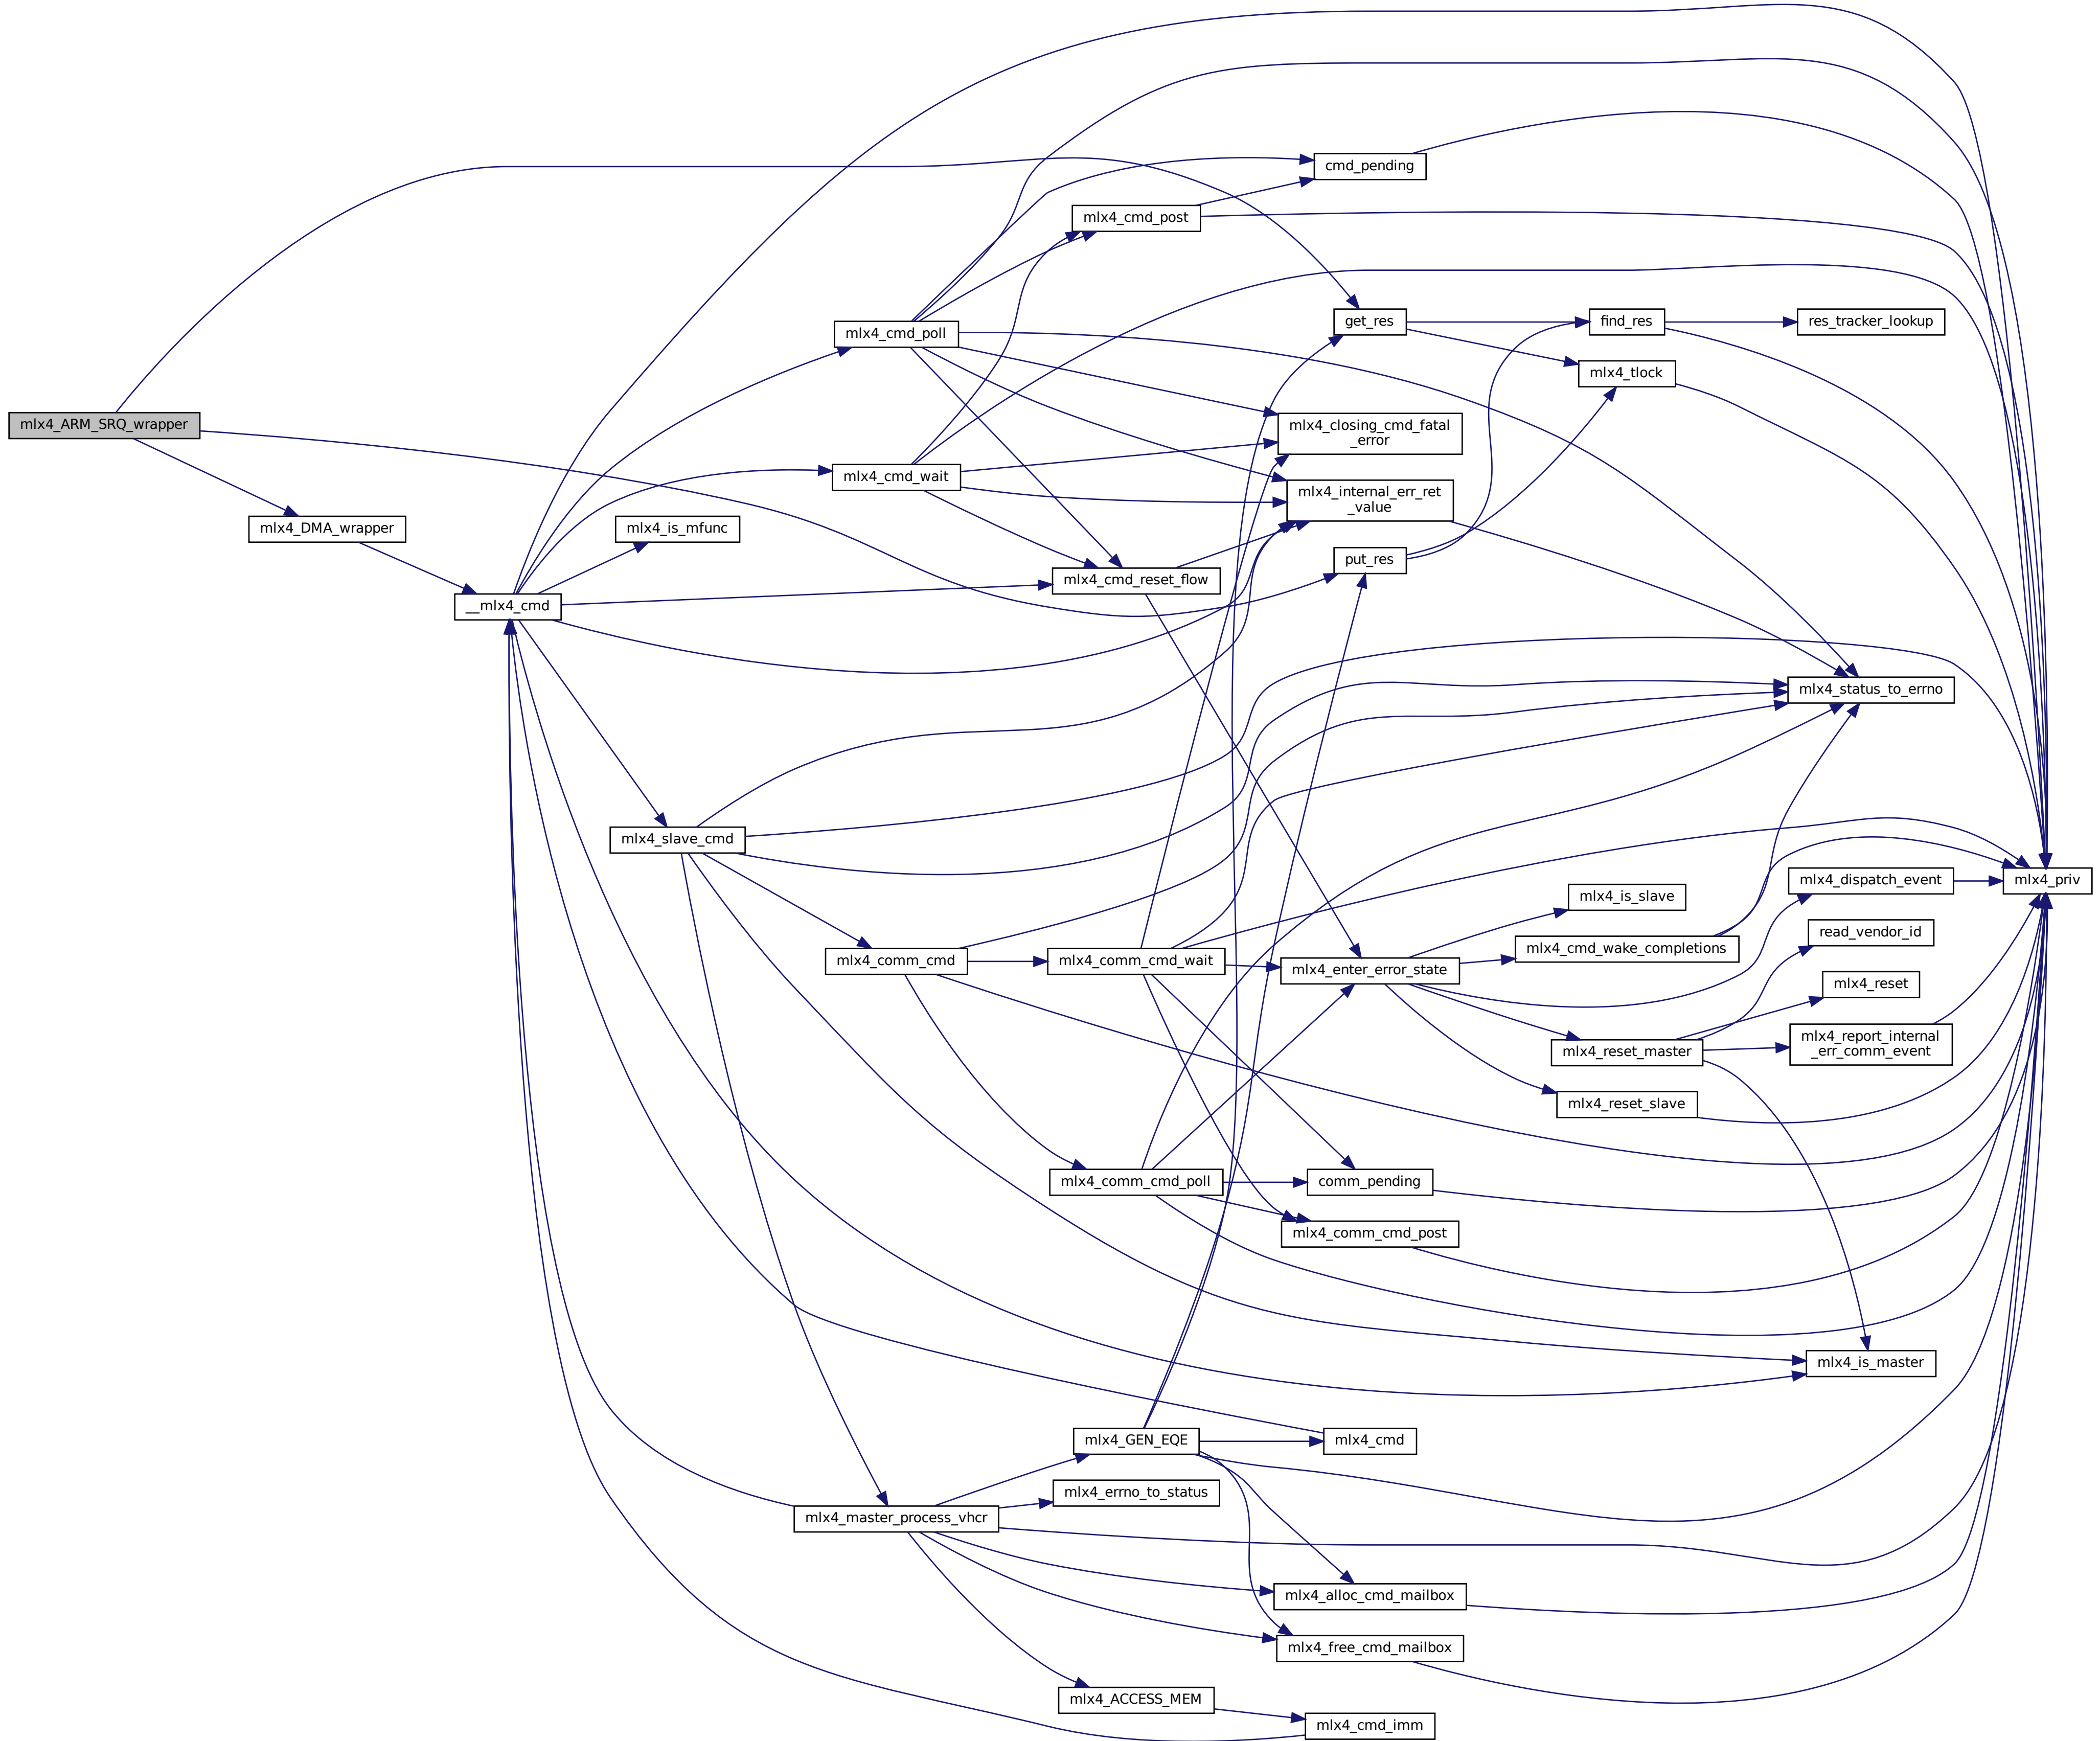 mlx4_ARM_SRQ_wrapper
mlx4_DMA_wrapper
__mlx4_cmd
mlx4_is_mfunc
mlx4_slave_cmd
mlx4_cmd_poll
mlx4_cmd_wait
mlx4_comm_cmd
mlx4_master_process_vhcr
mlx4_cmd_post
mlx4_cmd_reset_flow
mlx4_comm_cmd_wait
mlx4_comm_cmd_poll
mlx4_GEN_EQE
mlx4_errno_to_status
mlx4_ACCESS_MEM
cmd_pending
get_res
mlx4_closing_cmd_fatal
_error
mlx4_internal_err_ret
_value
put_res
mlx4_enter_error_state
comm_pending
mlx4_comm_cmd_post
mlx4_cmd
mlx4_alloc_cmd_mailbox
mlx4_free_cmd_mailbox
mlx4_cmd_imm
find_res
mlx4_tlock
mlx4_is_slave
mlx4_cmd_wake_completions
mlx4_reset_master
mlx4_reset_slave
res_tracker_lookup
mlx4_status_to_errno
mlx4_dispatch_event
read_vendor_id
mlx4_reset
mlx4_report_internal
_err_comm_event
mlx4_is_master
mlx4_priv